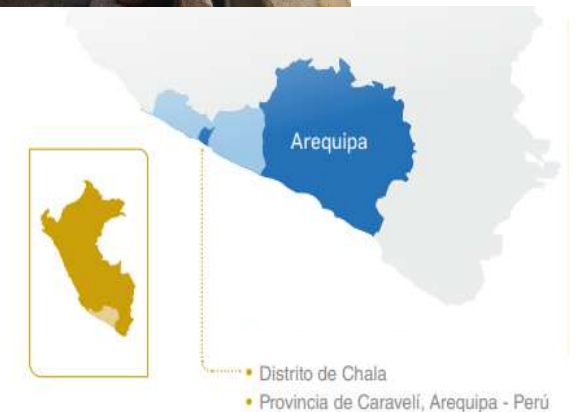 Arequipa
• Distrito de Chala
• Provincia de Caravelí, Arequipa - Perú